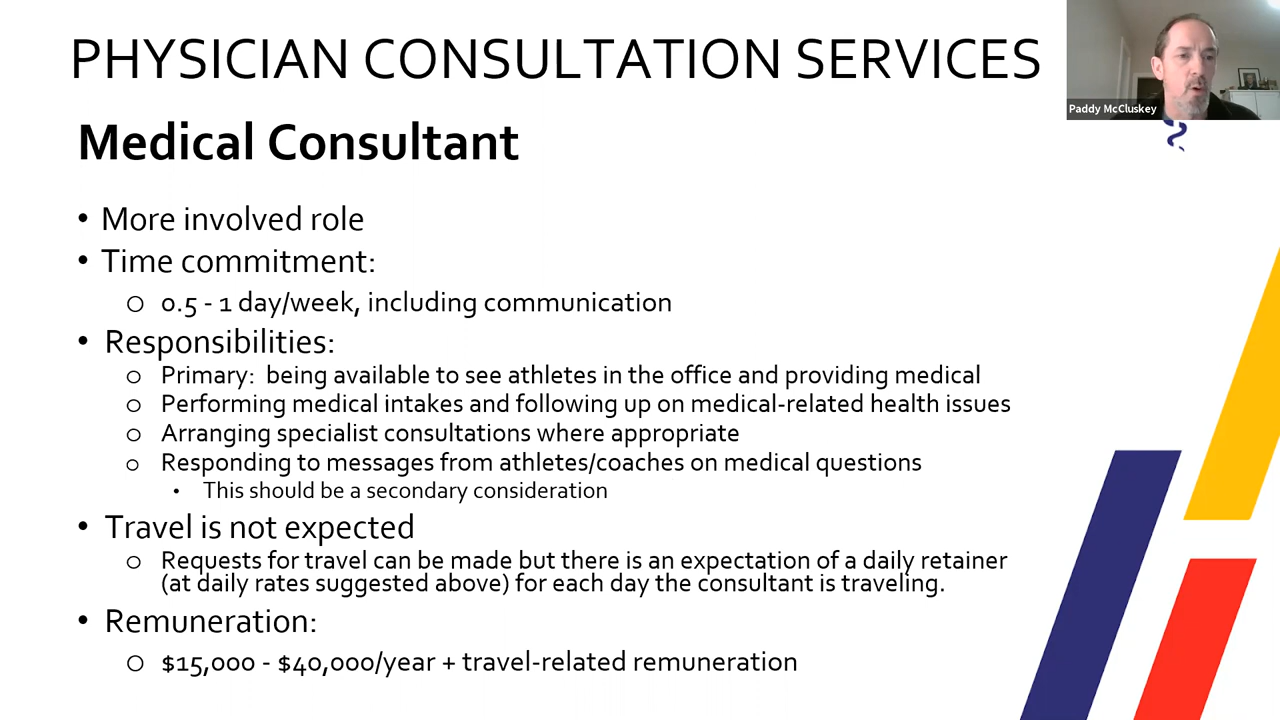 PHYSICIAN CONSULTATION SERVICES
Paddy McCluskey
Medical Consultant
• More involved role
• Time commitment:
o 0.5 - 1 day/week, including communication
• Responsibilities:
o Primary: being available to see athletes in the office and providing medical
o Performing medical intakes and following up on medical-related health issues
o Arranging specialist consultations where appropriate
o Responding to messages from athletes/coaches on medical questions
• This should be a secondary consideration
• Travel is not expected
o Requests for travel can be made but there is an expectation of a daily retainer
(at daily rates suggested above) for each day the consultant is traveling.
• Remuneration:
o $15,000 - $40,000/year + travel-related remuneration